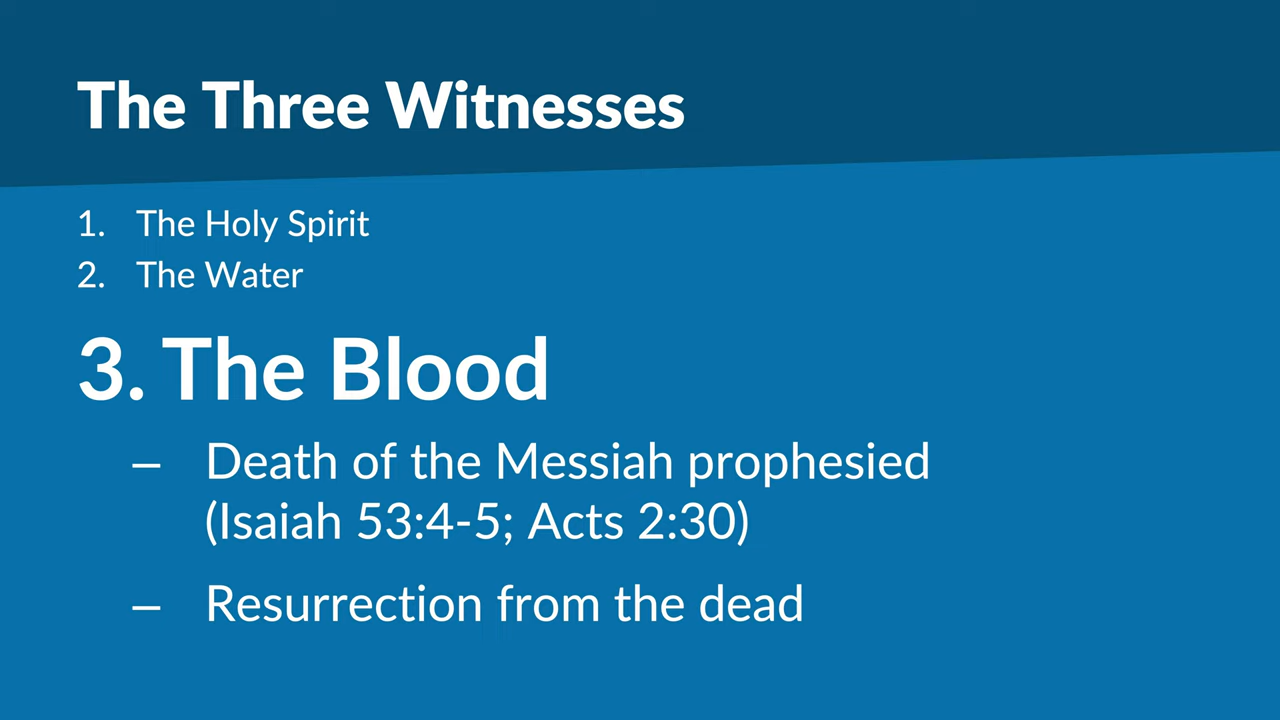 The Three Witnesses
1. The Holy Spirit
2. The Water
3. The Blood
– Death of the Messiah prophesied
(Isaiah 53:4-5; Acts 2:30)
– Resurrection from the dead